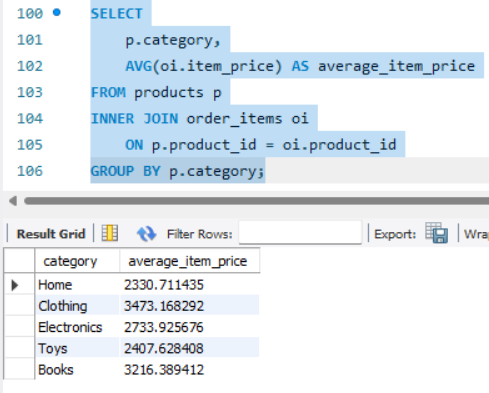 100 SELECT
101 p.category,
102 AVG(oi.item_price) AS average_item_price
103 FROM products p
104 INNER JOIN order_items oi
105 ON p.product_id = oi.product_id
106 GROUP BY p.category;
Result Grid Filter Rows: Export: Wra
category average_item_price
Home 2330.711435
Clothing 3473.168292
Electronics 2733.925676
Toys 2407.628408
Books 3216.389412